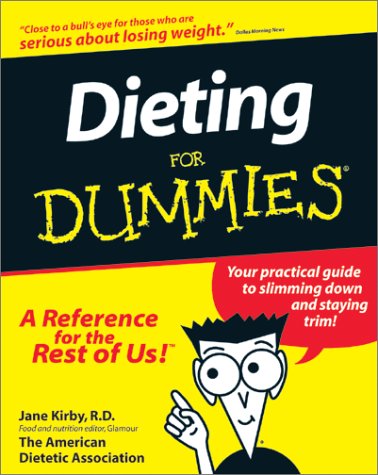 "Close to a bull's eye for those who are
serious about losing weight."
Dallas Morning News
Dieting
FOR
DUMMIES®
Your practical guide
to slimming down
and staying
trim!
A Reference
for the
Rest of Us!™
Jane Kirby, R.D.
Food and nutrition editor, Glamour
The American
Dietetic Association